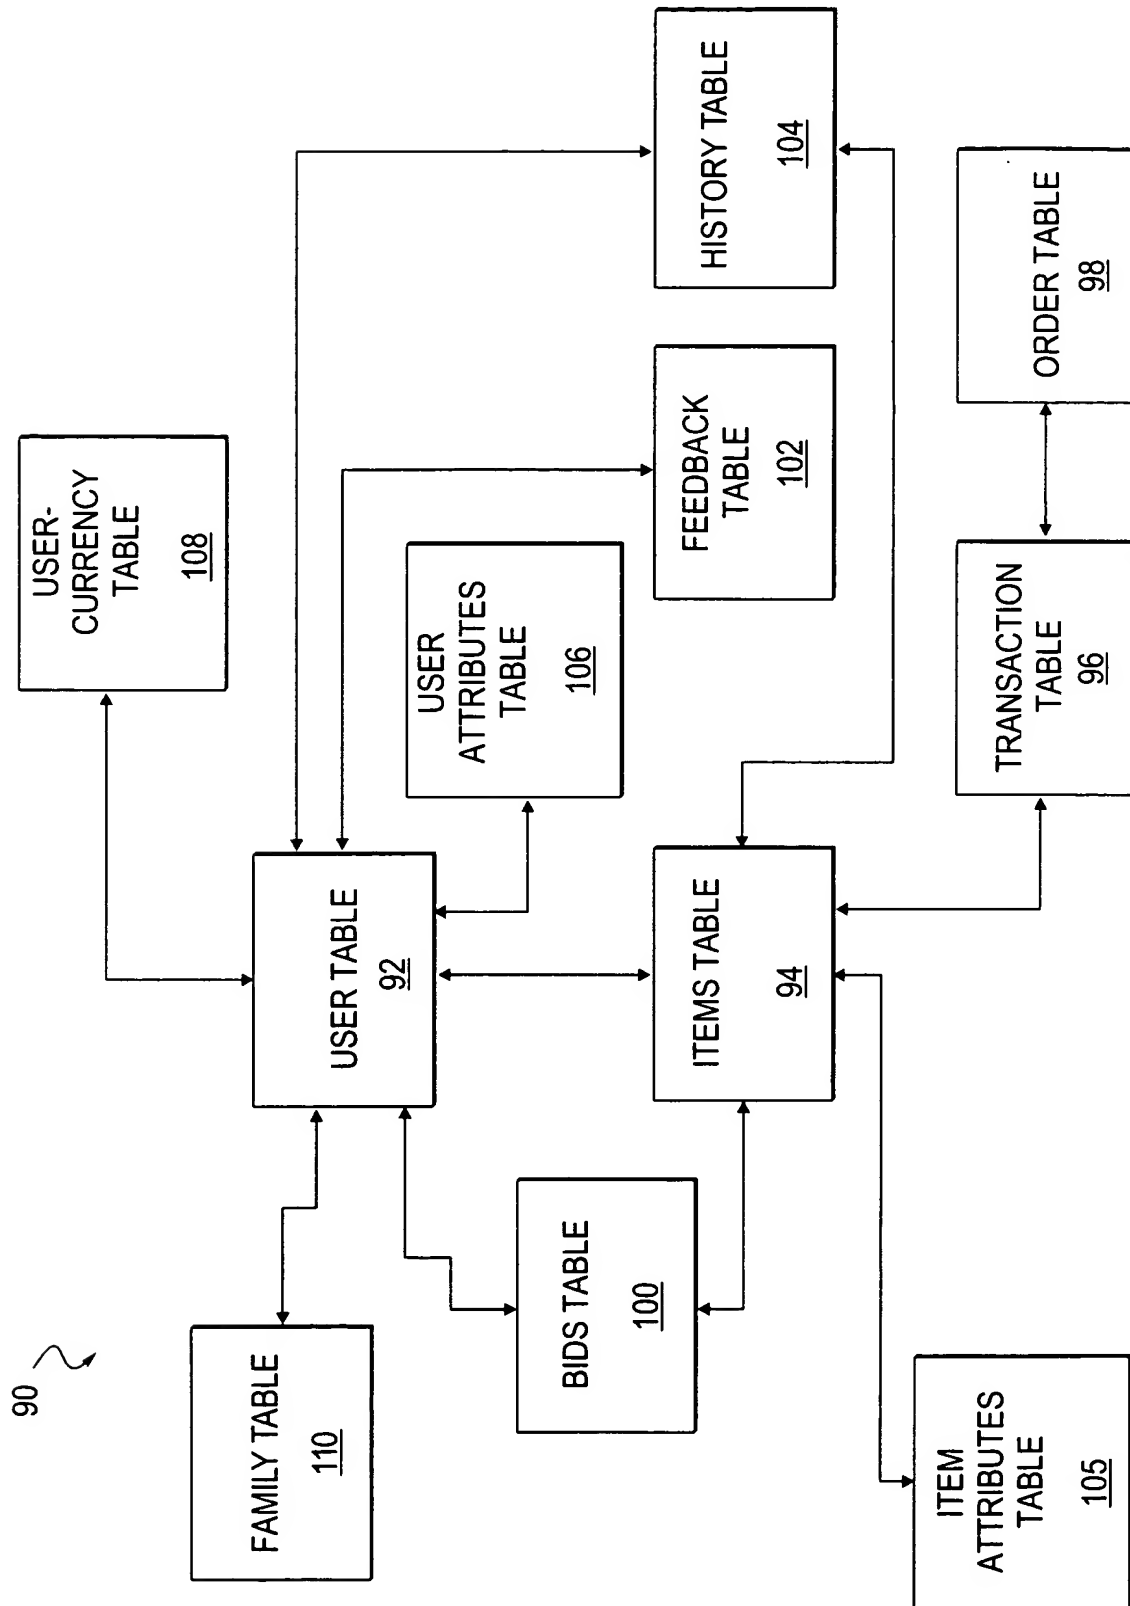 90
FAMILY TABLE
110
USER-
CURRENCY
TABLE
108
USER TABLE
92
USER
ATTRIBUTES
TABLE
106
BIDS TABLE
100
ITEMS TABLE
94
FEEDBACK
TABLE
102
HISTORY TABLE
104
ITEM
ATTRIBUTES
TABLE
105
TRANSACTION
TABLE
96
ORDER TABLE
98